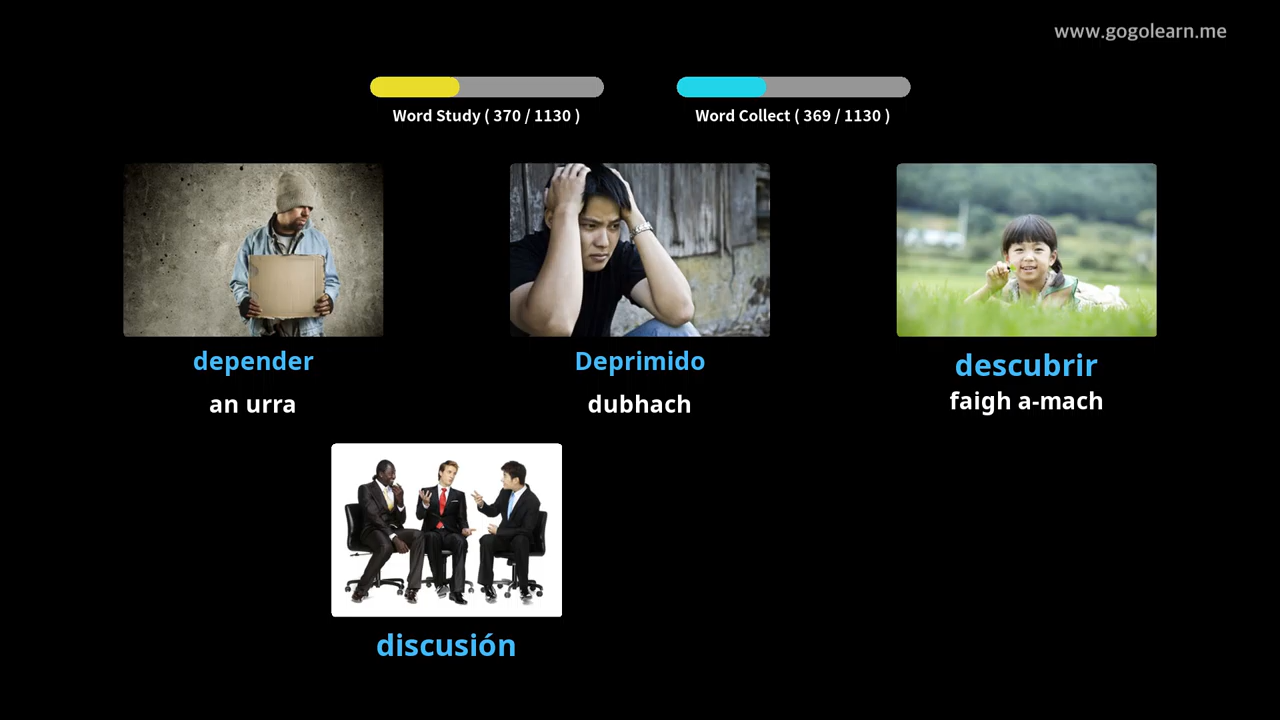 www.gogolearn.me
Word Study ( 370 / 1130 )
Word Collect ( 369 / 1130 )
depender
Deprimido
descubrir
an urra
dubhach
faigh a-mach
discusión